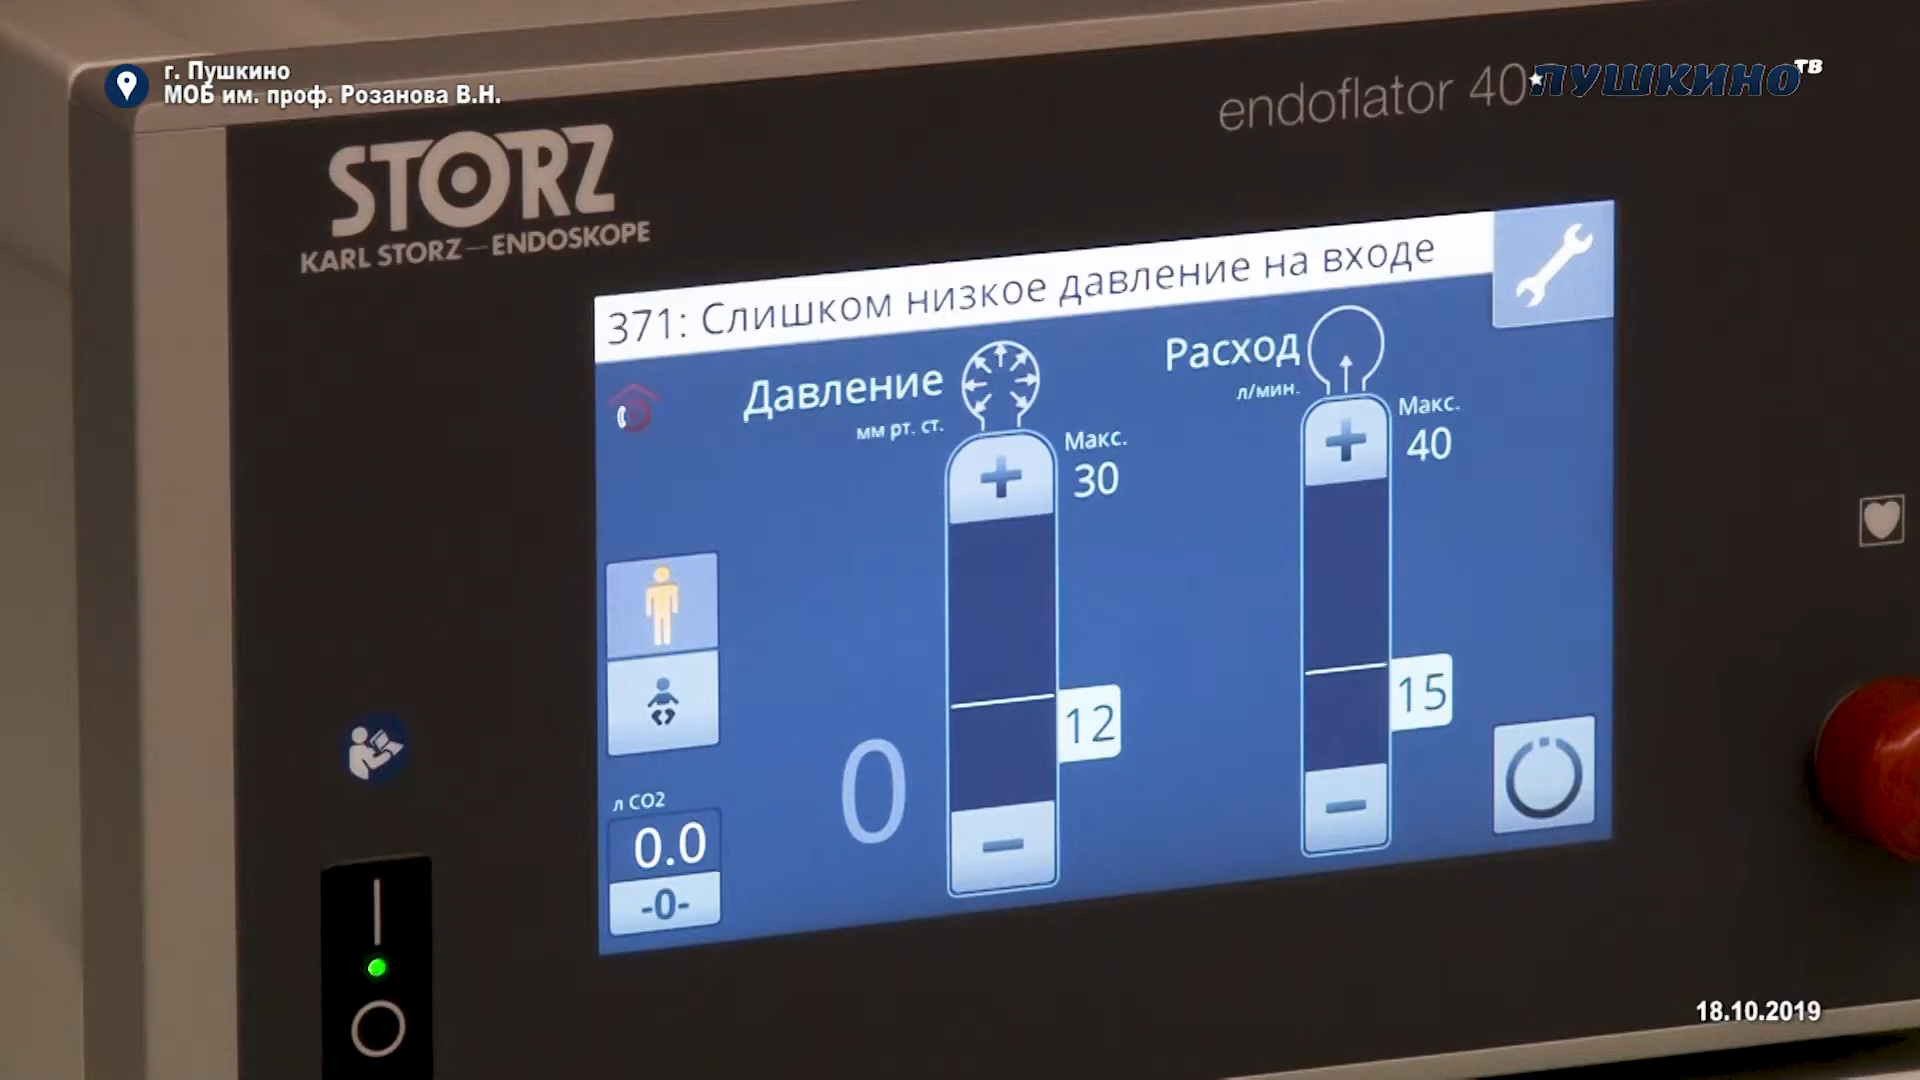 г. Пушкино
МОБ им. проф. Розанова В.Н.
ПУШКИНО ТВ
endoflator 40
STORZ
KARL STORZ—ENDOSKOPE
371: Слишком низкое давление на входе
Давление
мм рт. ст.
Макс.
30
Расход
л/мин.
Макс.
40
12
15
0
л CO2
0.0
-0-
18.10.2019